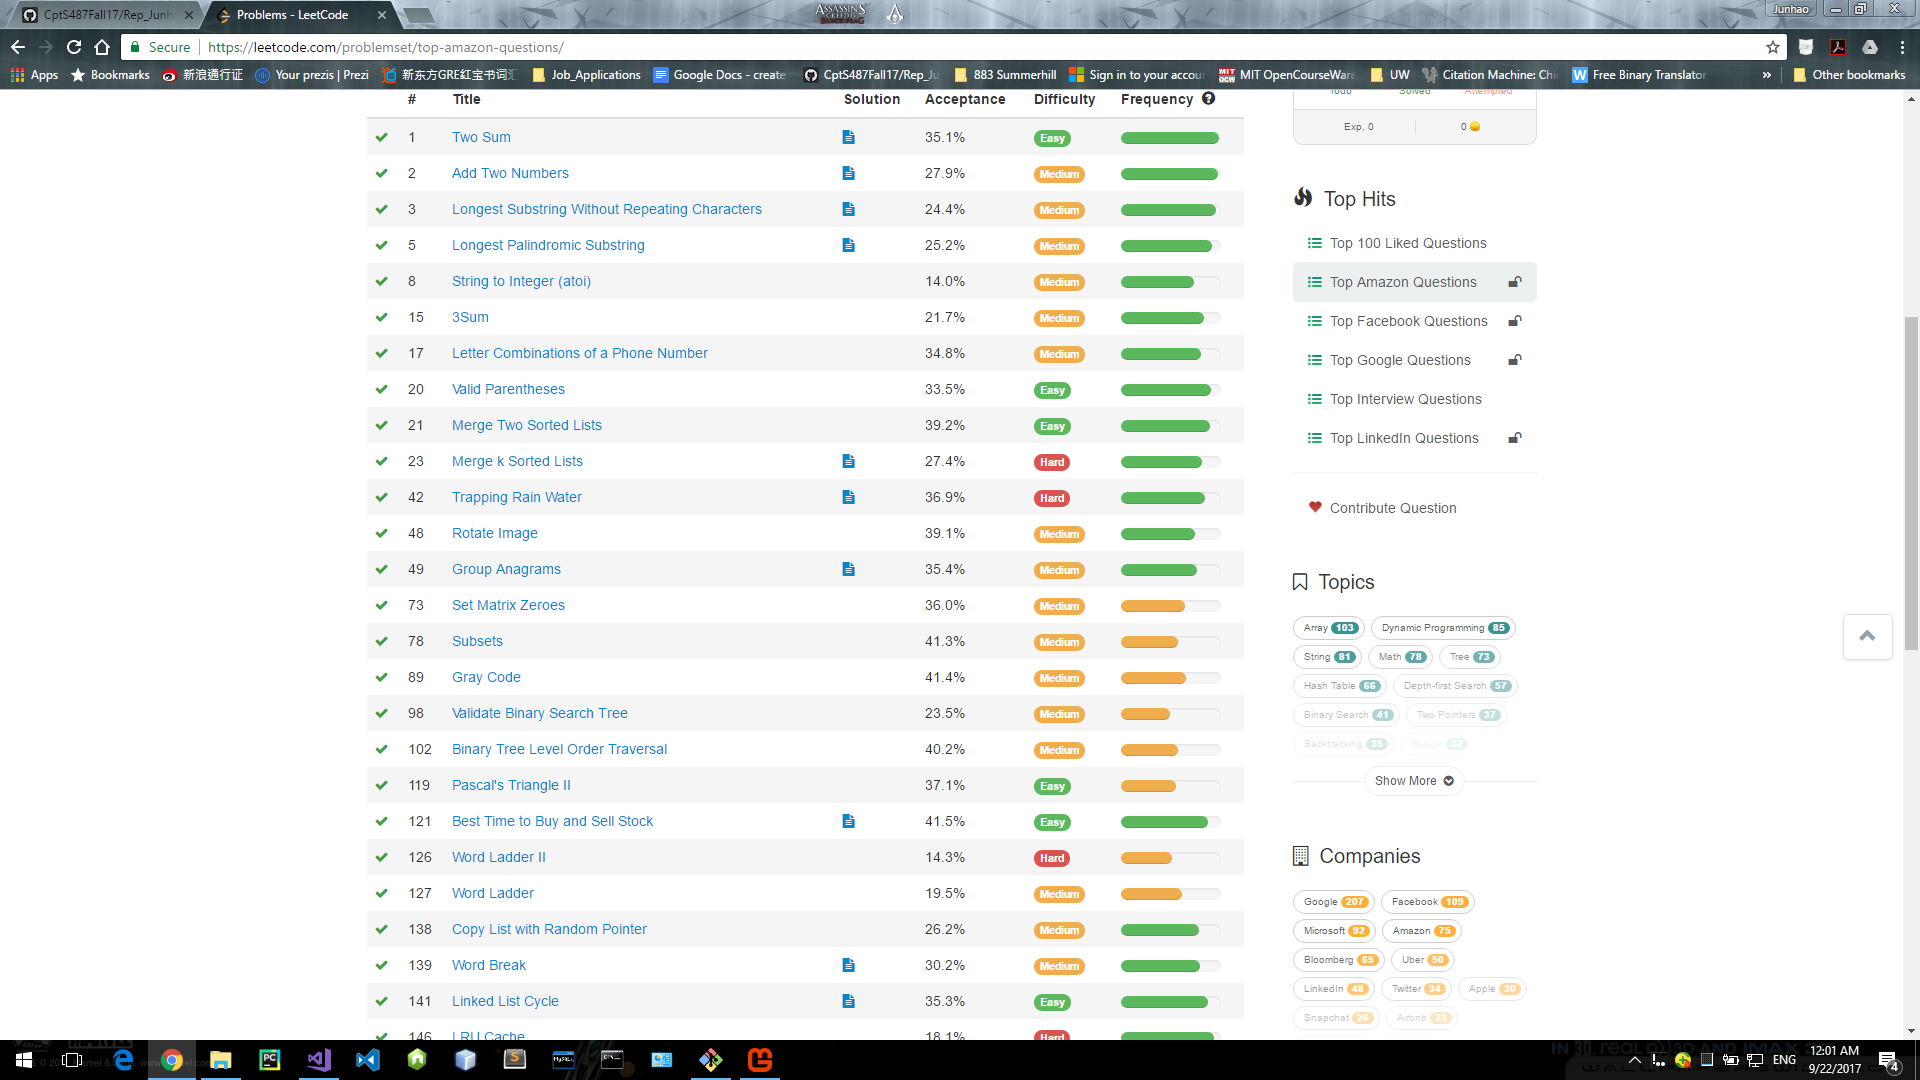 CptS487Fall17/Rep_Junh
Problems - LeetCode
ASSASSIN'S
Junhao
Secure
https://leetcode.com/problemset/top-amazon-questions/
Apps
Bookmarks
新浪通行证
Your prezis | Prezi
新东方GRE红宝书词汇
Job_Applications
Google Docs - create
CptS487Fall17/Rep_Ju
883 Summerhill
Sign in to your accou
MIT OpenCourseWare
UW
Citation Machine: Chi
Free Binary Translator
»
Other bookmarks
# Title Solution Acceptance Difficulty Frequency
1 Two Sum 35.1% Easy
2 Add Two Numbers 27.9% Medium
3 Longest Substring Without Repeating Characters 24.4% Medium
5 Longest Palindromic Substring 25.2% Medium
8 String to Integer (atoi) 14.0% Medium
15 3Sum 21.7% Medium
17 Letter Combinations of a Phone Number 34.8% Medium
20 Valid Parentheses 33.5% Easy
21 Merge Two Sorted Lists 39.2% Easy
23 Merge k Sorted Lists 27.4% Hard
42 Trapping Rain Water 36.9% Hard
48 Rotate Image 39.1% Medium
49 Group Anagrams 35.4% Medium
73 Set Matrix Zeroes 36.0% Medium
78 Subsets 41.3% Medium
89 Gray Code 41.4% Medium
98 Validate Binary Search Tree 23.5% Medium
102 Binary Tree Level Order Traversal 40.2% Medium
119 Pascal's Triangle II 37.1% Easy
121 Best Time to Buy and Sell Stock 41.5% Easy
126 Word Ladder II 14.3% Hard
127 Word Ladder 19.5% Medium
138 Copy List with Random Pointer 26.2% Medium
139 Word Break 30.2% Medium
141 Linked List Cycle 35.3% Easy
146 LRU Cache 18.1% Hard
Todo Solved Attempted
Exp. 0 0
Top Hits
Top 100 Liked Questions
Top Amazon Questions
Top Facebook Questions
Top Google Questions
Top Interview Questions
Top LinkedIn Questions
Contribute Question
Topics
Array 103 Dynamic Programming 85
String 81 Math 78 Tree 73
Hash Table 66 Depth-first Search 57
Binary Search 41 Two Pointers 37
Backtracking 35 Design 32
Show More
Companies
Google 207 Facebook 109
Microsoft 92 Amazon 75
Bloomberg 65 Uber 50
LinkedIn 48 Twitter 34 Apple 30
Snapchat 26 Airbnb 23
ENG
12:01 AM
9/22/2017
4